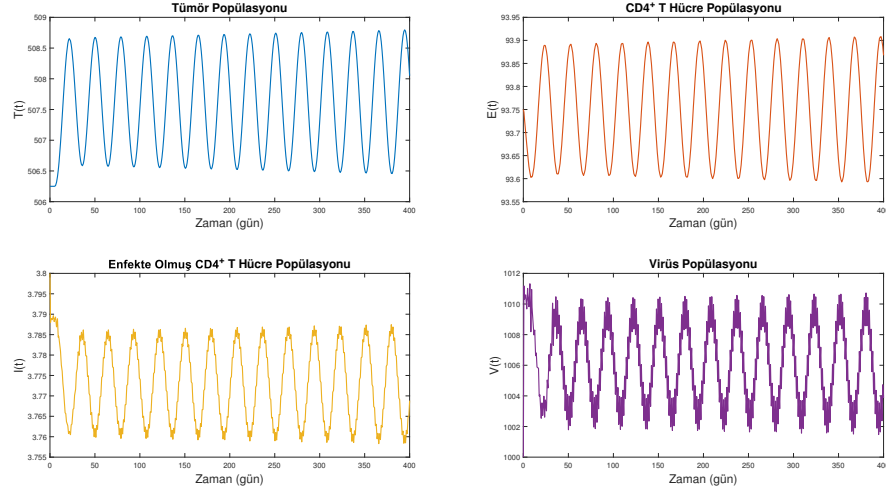 Tümör Popülasyonu
509
508.5
508
507.5
507
506.5
506
T(t)
0 50 100 150 200 250 300 350 400
Zaman (gün)
CD4⁺ T Hücre Popülasyonu
93.95
93.9
93.85
93.8
93.75
93.7
93.65
93.6
93.55
E(t)
0 50 100 150 200 250 300 350 400
Zaman (gün)
Enfekte Olmuş CD4⁺ T Hücre Popülasyonu
3.8
3.795
3.79
3.785
3.78
3.775
3.77
3.765
3.76
3.755
I(t)
0 50 100 150 200 250 300 350 400
Zaman (gün)
Virüs Popülasyonu
1012
1010
1008
1006
1004
1002
1000
V(t)
0 50 100 150 200 250 300 350 400
Zaman (gün)